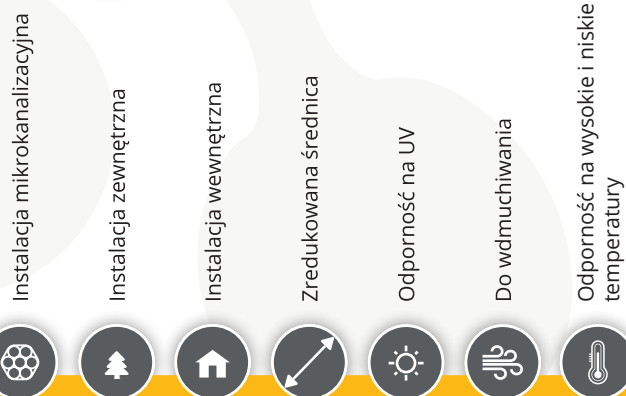 Instalacja mikrokanalizacyjna
Instalacja zewnętrzna
Instalacja wewnętrzna
Zredukowana średnica
Odporność na UV
Do wdmuchiwania
Odporność na wysokie i niskie
temperatury